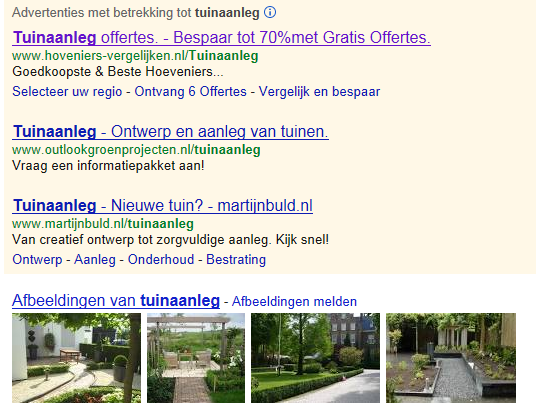 Advertenties met betrekking tot tuinaanleg
Tuinaanleg offertes. - Bespaar tot 70%met Gratis Offertes.
www.hoveniers-vergelijken.nl/Tuinaanleg
Goedkoopste & Beste Hoeveniers...
Selecteer uw regio - Ontvang 6 Offertes - Vergelijk en bespaar
Tuinaanleg - Ontwerp en aanleg van tuinen.
www.outlookgroenprojecten.nl/tuinaanleg
Vraag een informatiepakket aan!
Tuinaanleg - Nieuwe tuin? - martijnbuld.nl
www.martijnbuld.nl/tuinaanleg
Van creatief ontwerp tot zorgvuldige aanleg. Kijk snel!
Ontwerp - Aanleg - Onderhoud - Bestrating
Afbeeldingen van tuinaanleg - Afbeeldingen melden